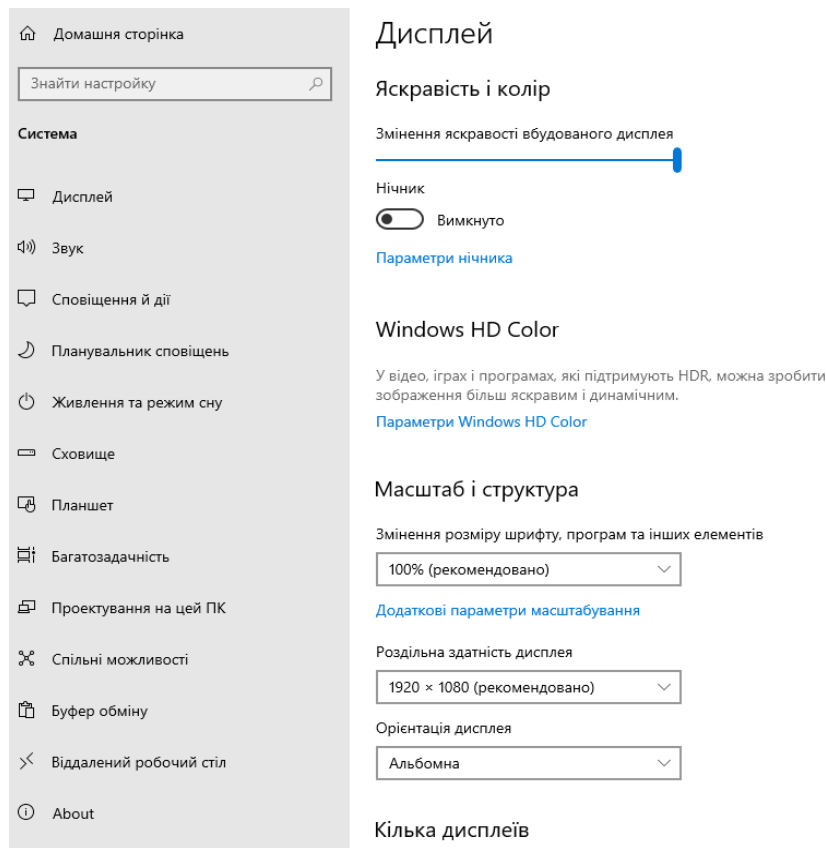 Домашня сторінка
Знайти настройку
Система
Дисплей
Звук
Сповіщення й дії
Планувальник сповіщень
Живлення та режим сну
Сховище
Планшет
Багатозадачність
Проектування на цей ПК
Спільні можливості
Буфер обміну
Віддалений робочий стіл
About
Дисплей
Яскравість і колір
Змінення яскравості вбудованого дисплея
Нічник
Вимкнуто
Параметри нічника
Windows HD Color
У відео, іграх і програмах, які підтримують HDR, можна зробити
зображення більш яскравим і динамічним.
Параметри Windows HD Color
Масштаб і структура
Змінення розміру шрифту, програм та інших елементів
100% (рекомендовано)
Додаткові параметри масштабування
Роздільна здатність дисплея
1920 × 1080 (рекомендовано)
Орієнтація дисплея
Альбомна
Кілька дисплеїв